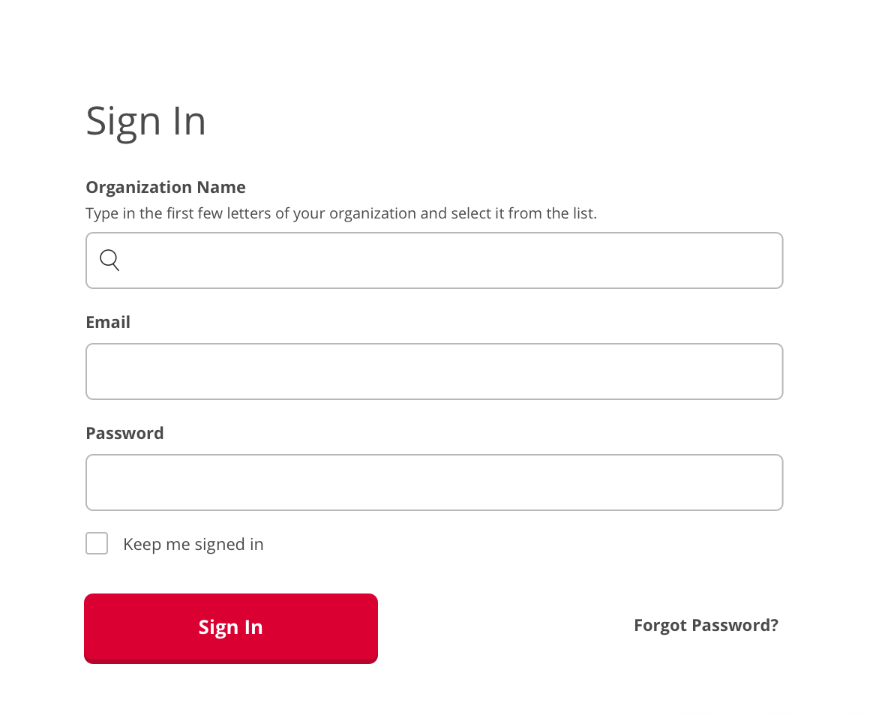 Sign In
Organization Name
Type in the first few letters of your organization and select it from the list.
Email
Password
Keep me signed in
Sign In
Forgot Password?